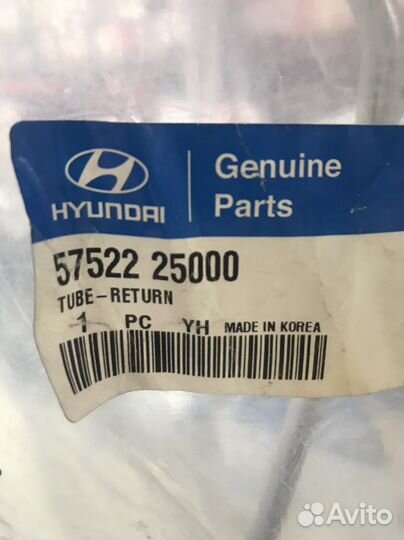 HYUNDAI
Genuine
Parts
57522 25000
TUBE-RETURN
1 PC YH MADE IN KOREA
Avito